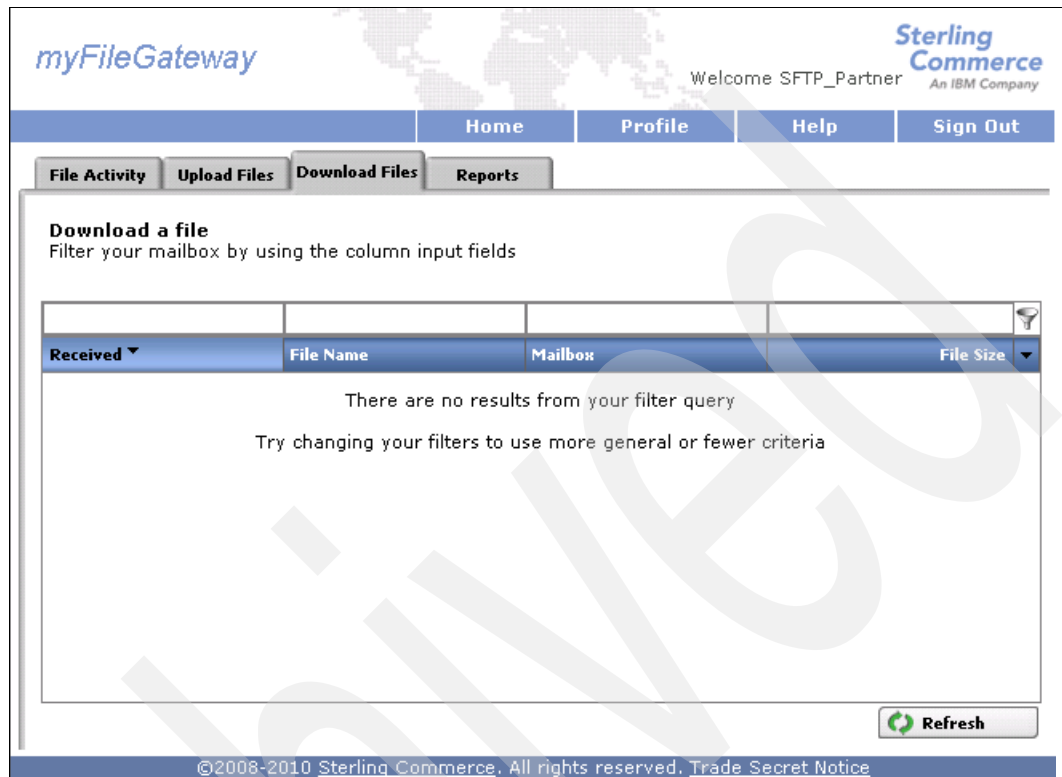 myFileGateway
Sterling
Commerce
An IBM Company
Welcome SFTP_Partner
Home Profile Help Sign Out
File Activity Upload Files Download Files Reports
Download a file
Filter your mailbox by using the column input fields
Received File Name Mailbox File Size
There are no results from your filter query
Try changing your filters to use more general or fewer criteria
Refresh
©2008-2010 Sterling Commerce. All rights reserved. Trade Secret Notice
hived